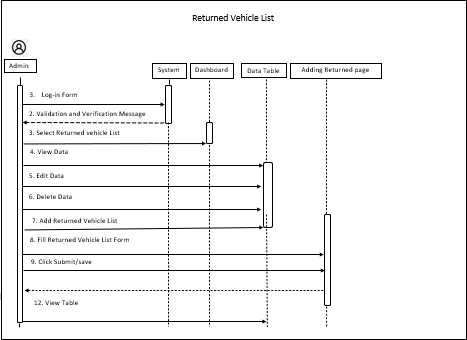 Returned Vehicle List
Admin
System
Dashboard
Data Table
Adding Returned page
3. Log-in Form
2. Validation and Verification Message
3. Select Returned vehicle List
4. View Data
5. Edit Data
6. Delete Data
7. Add Returned Vehicle List
8. Fill Returned Vehicle List Form
9. Click Submit/save
12. View Table